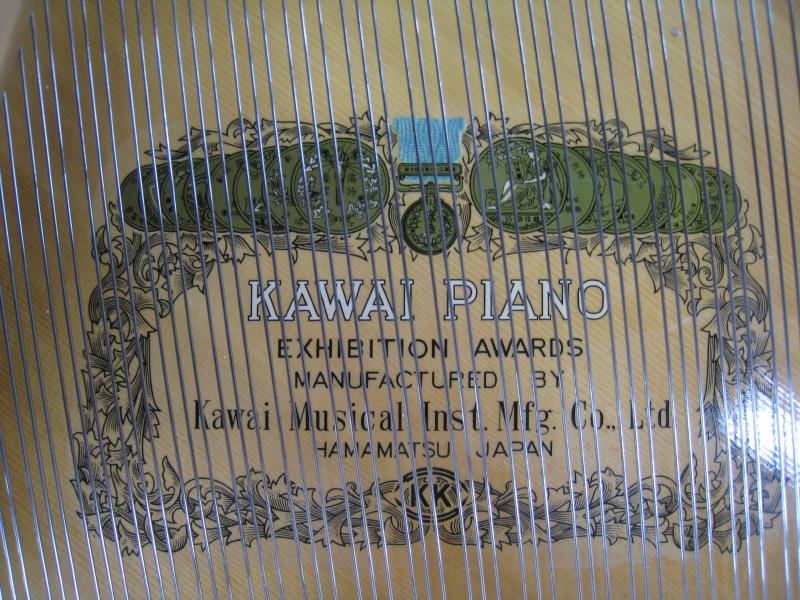 KAWAI PIANO
EXHIBITION AWARDS
MANUFACTURED BY
Kawai Musical Inst. Mfg. Co., Ltd
HAMAMATSU JAPAN
KK